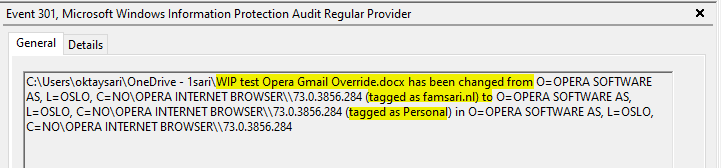 Event 301, Microsoft Windows Information Protection Audit Regular Provider
General
Details
C:\Users\oktaysari\OneDrive - 1sari\WIP test Opera Gmail Override.docx has been changed from O=OPERA SOFTWARE
AS, L=OSLO, C=NO\OPERA INTERNET BROWSER\\73.0.3856.284 (tagged as famsari.nl) to O=OPERA SOFTWARE AS,
L=OSLO, C=NO\OPERA INTERNET BROWSER\\73.0.3856.284 (tagged as Personal) in O=OPERA SOFTWARE AS, L=OSLO,
C=NO\OPERA INTERNET BROWSER\\73.0.3856.284